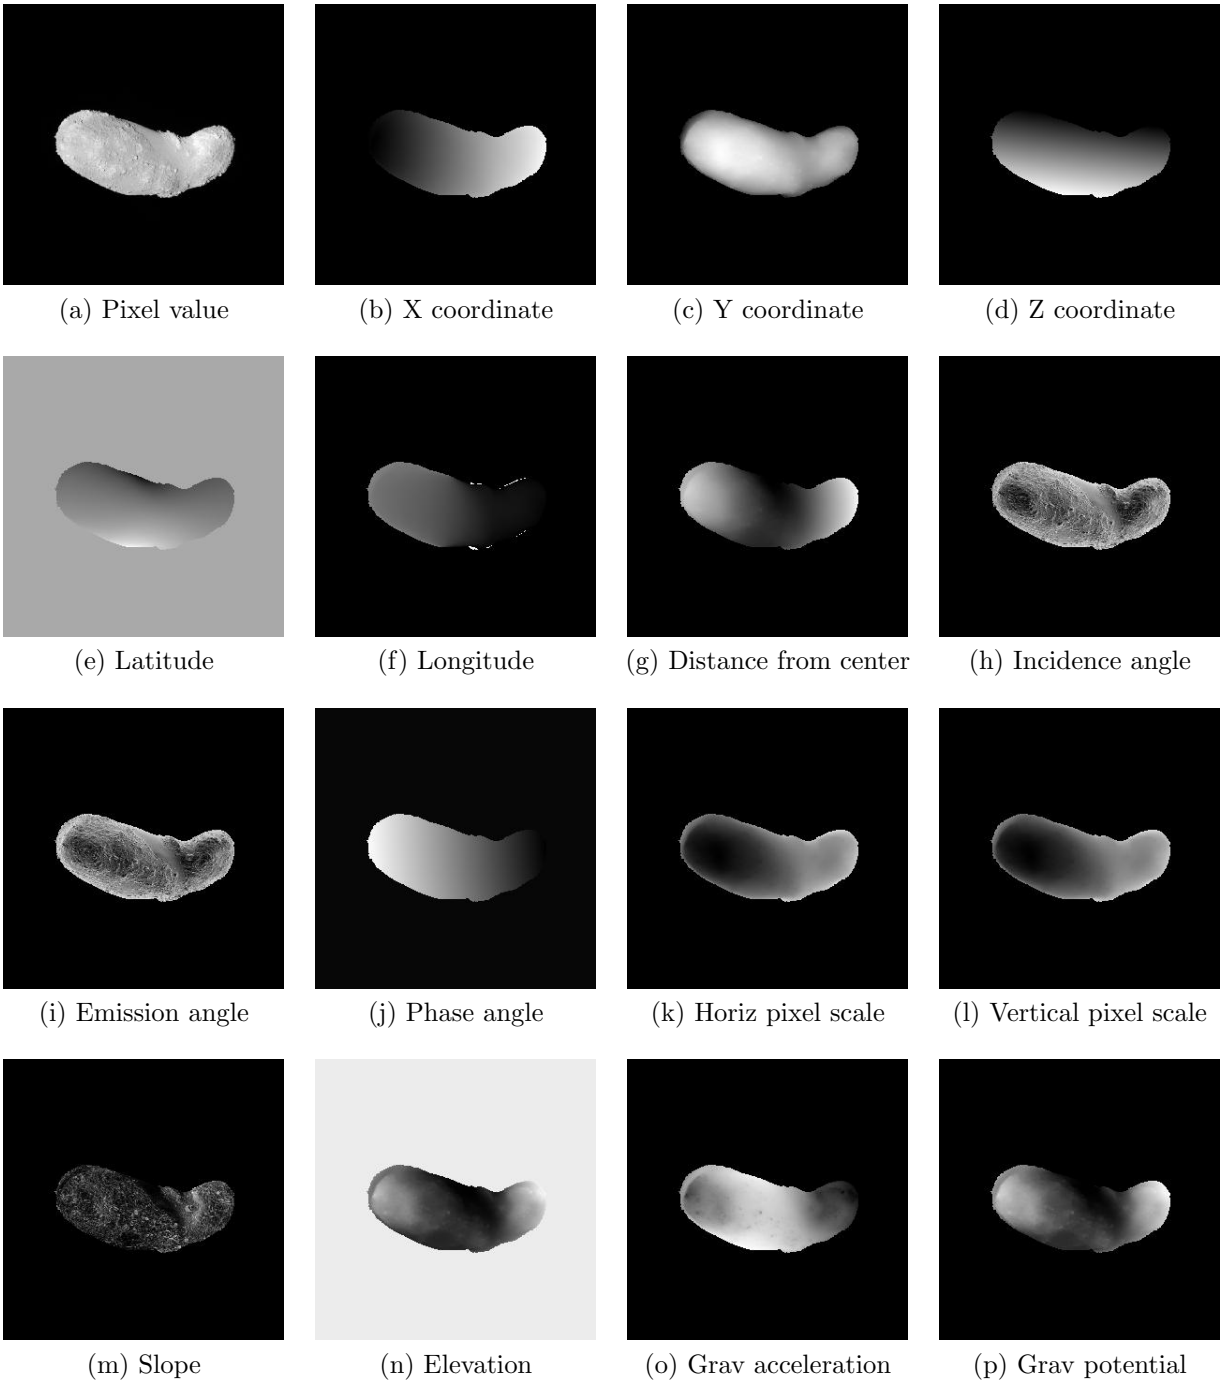 (a) Pixel value
(b) X coordinate
(c) Y coordinate
(d) Z coordinate
(e) Latitude
(f) Longitude
(g) Distance from center
(h) Incidence angle
(i) Emission angle
(j) Phase angle
(k) Horiz pixel scale
(l) Vertical pixel scale
(m) Slope
(n) Elevation
(o) Grav acceleration
(p) Grav potential